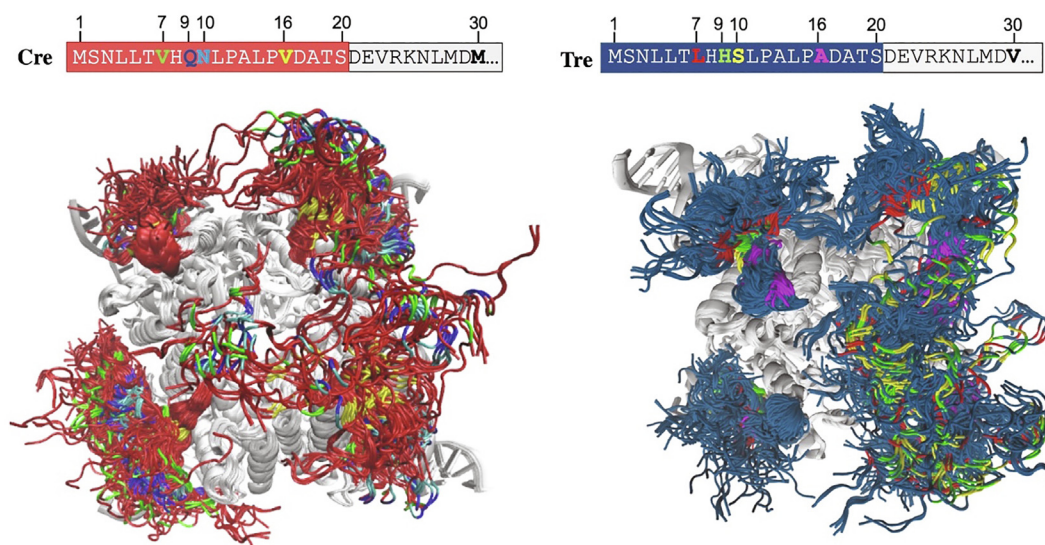 1 7 9 10 16 20 30
Cre MSNLLTVHQNLPALPVDATSDEVRKNLMDM...
1 7 9 10 16 20 30
Tre MSNLLTLHHSLPALPADATSDEVRKNLMDV...